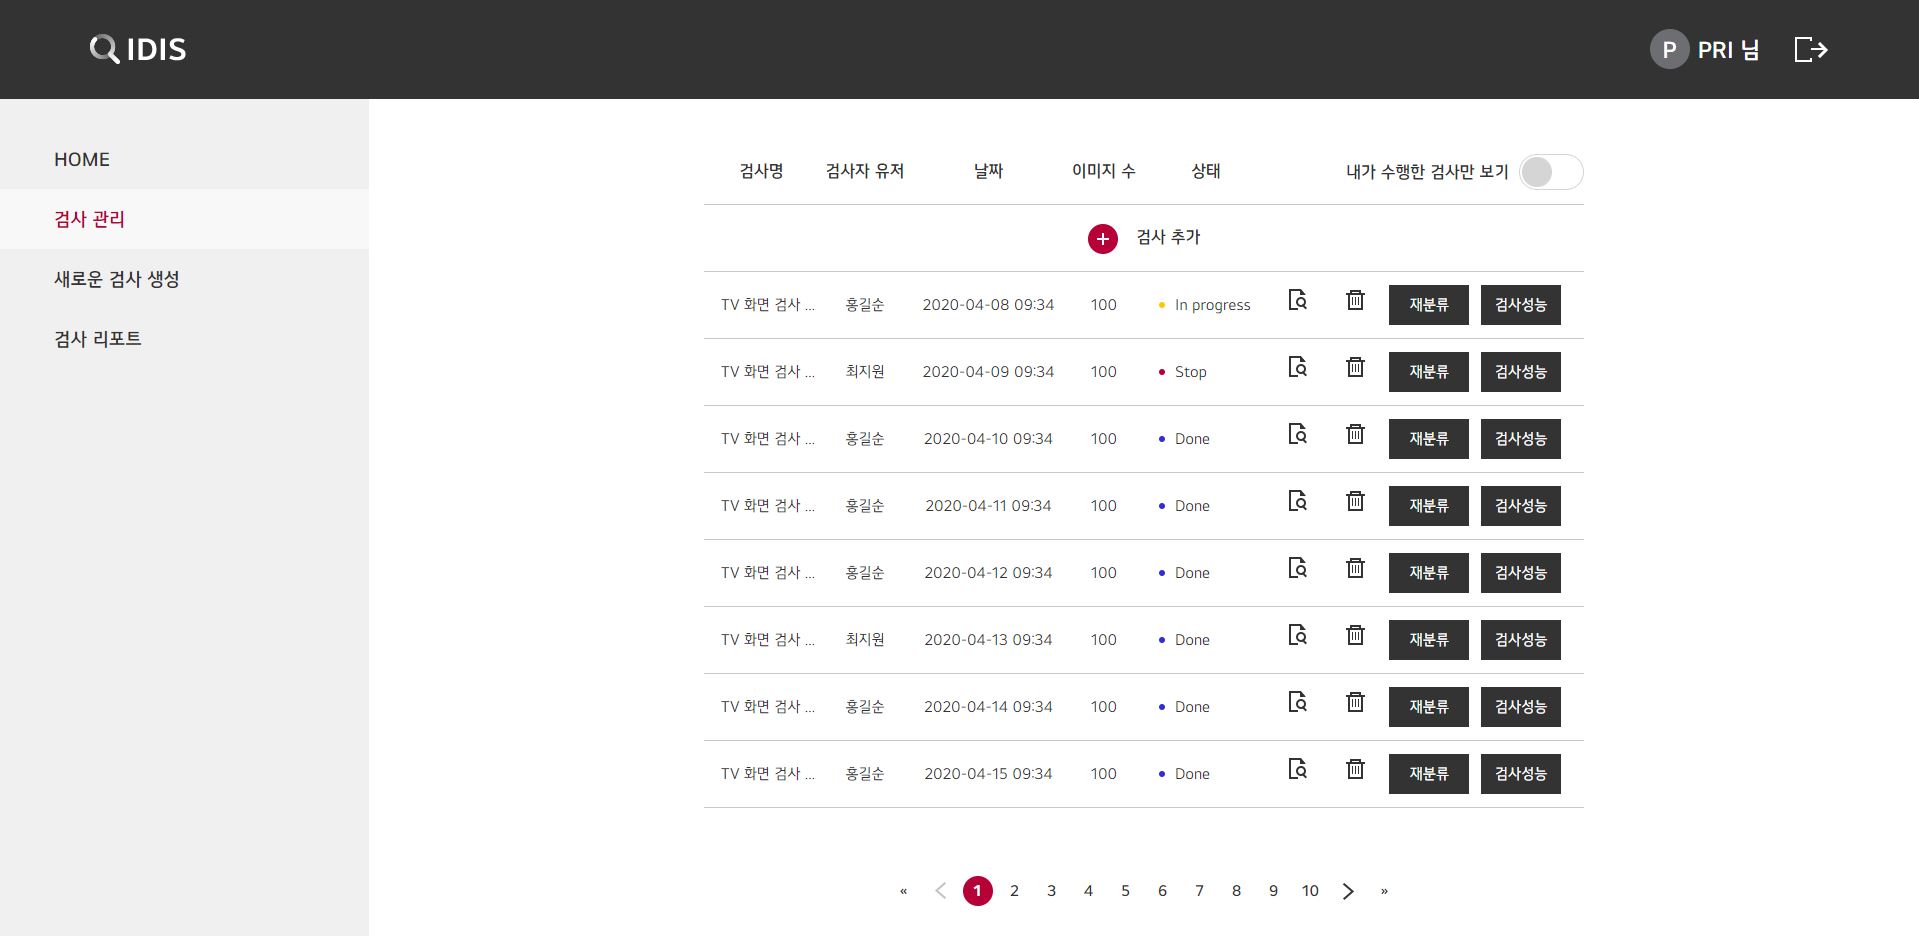 IDIS
P PRI 님
HOME
검사 관리
새로운 검사 생성
검사 리포트
검사명 검사자 유저 날짜 이미지 수 상태 내가 수행한 검사만 보기
+ 검사 추가
TV 화면 검사 ... 홍길순 2020-04-08 09:34 100 In progress 재분류 검사성능
TV 화면 검사 ... 최지원 2020-04-09 09:34 100 Stop 재분류 검사성능
TV 화면 검사 ... 홍길순 2020-04-10 09:34 100 Done 재분류 검사성능
TV 화면 검사 ... 홍길순 2020-04-11 09:34 100 Done 재분류 검사성능
TV 화면 검사 ... 홍길순 2020-04-12 09:34 100 Done 재분류 검사성능
TV 화면 검사 ... 최지원 2020-04-13 09:34 100 Done 재분류 검사성능
TV 화면 검사 ... 홍길순 2020-04-14 09:34 100 Done 재분류 검사성능
TV 화면 검사 ... 홍길순 2020-04-15 09:34 100 Done 재분류 검사성능
« 1 2 3 4 5 6 7 8 9 10 »